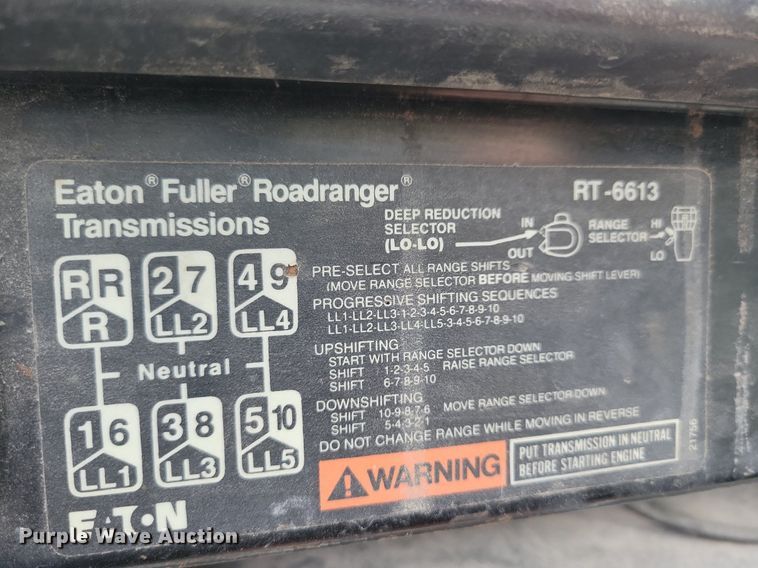 Eaton® Fuller® Roadranger®
Transmissions
RT-6613
DEEP REDUCTION
SELECTOR
(LO-LO)
IN
OUT
RANGE
SELECTOR
HI
LO
R R R
2 7 LL2
4 9 LL4
Neutral
1 6 LL1
3 8 LL3
5 10 LL5
PRE-SELECT ALL RANGE SHIFTS
(MOVE RANGE SELECTOR BEFORE MOVING SHIFT LEVER)
PROGRESSIVE SHIFTING SEQUENCES
LL1-LL2-LL3-1-2-3-4-5-6-7-8-9-10
LL1-LL2-LL3-LL4-LL5-3-4-5-6-7-8-9-10
UPSHIFTING
START WITH RANGE SELECTOR DOWN
SHIFT 1-2-3-4-5 RAISE RANGE SELECTOR
SHIFT 6-7-8-9-10
DOWNSHIFTING
SHIFT 10-9-8-7-6 MOVE RANGE SELECTOR DOWN
SHIFT 5-4-3-2-1
DO NOT CHANGE RANGE WHILE MOVING IN REVERSE
WARNING
PUT TRANSMISSION IN NEUTRAL
BEFORE STARTING ENGINE
21756
EATON
Purple Wave Auction